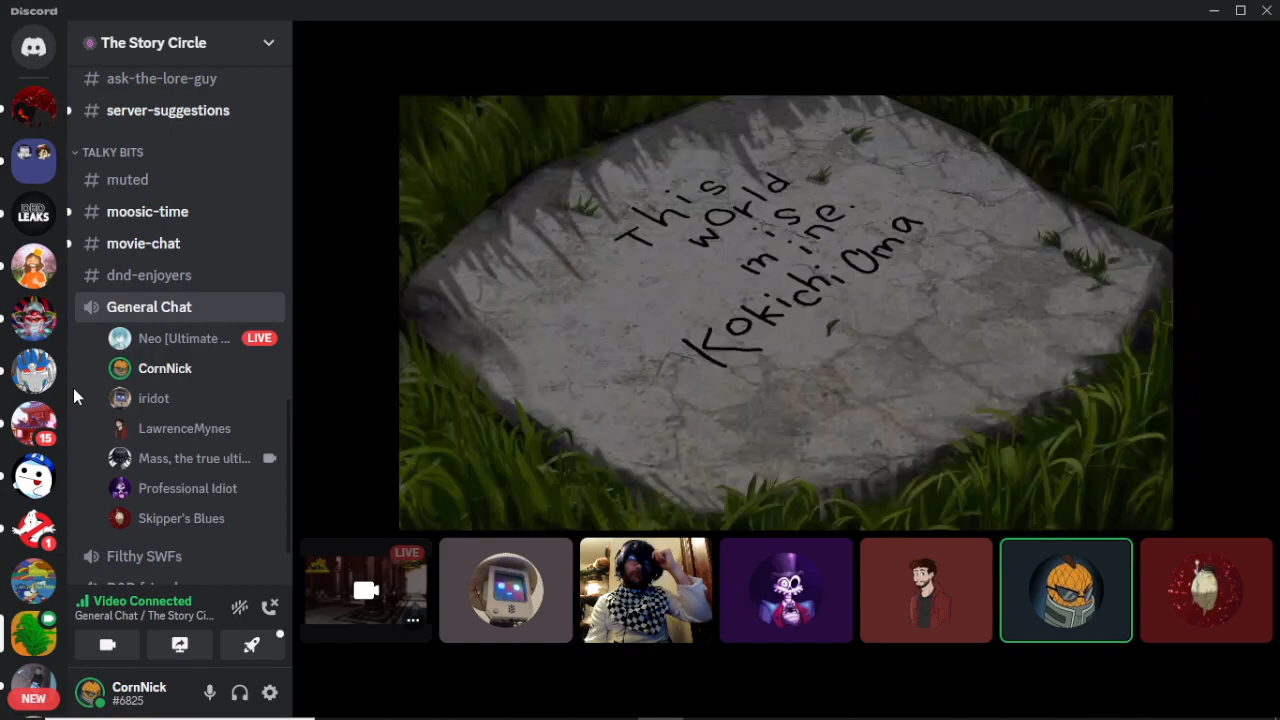 Discord
The Story Circle
# ask-the-lore-guy
# server-suggestions
TALKY BITS
# muted
# moosic-time
# movie-chat
# dnd-enjoyers
General Chat
Neo [Ultimate ... LIVE
CornNick
iridot
LawrenceMynes
Mass, the true ulti...
Professional Idiot
Skipper's Blues
Filthy SWFs
Video Connected
General Chat / The Story Ci...
CornNick
#6825
DBD
LEAKS
15
1
NEW
This
world
is
mine.
Kokichi Oma
LIVE